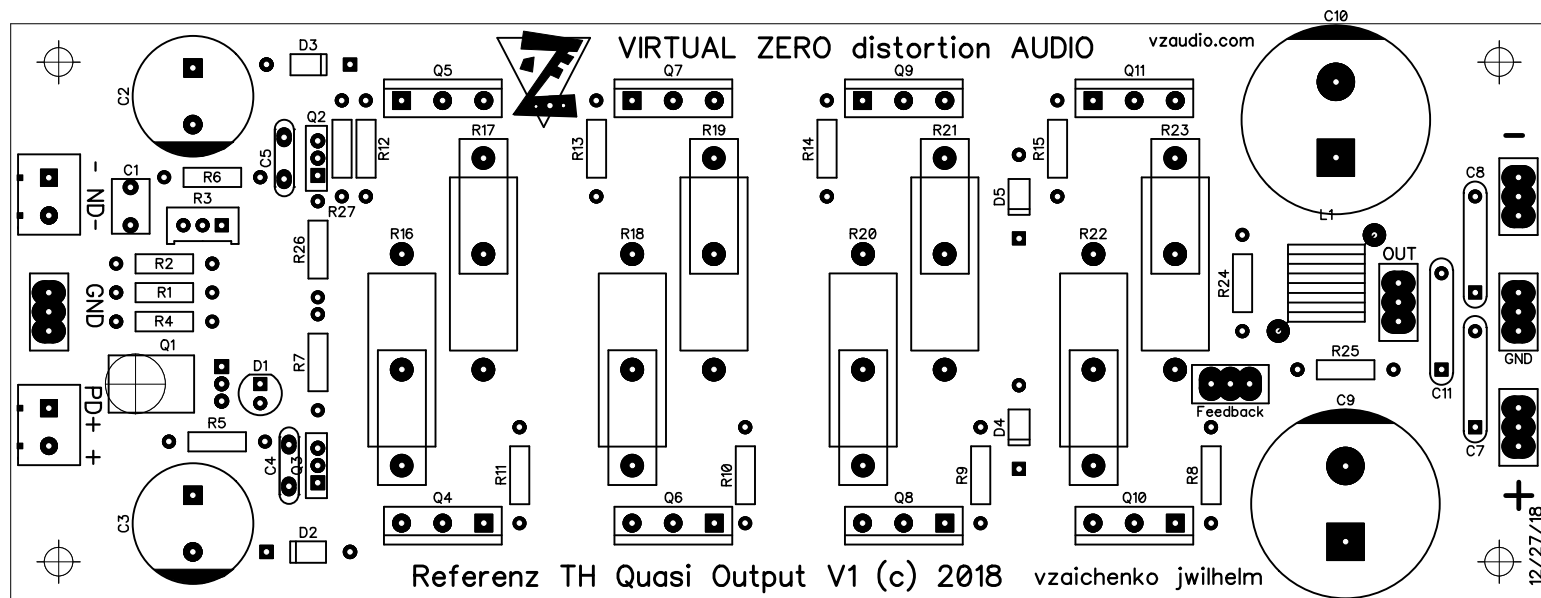 C10
D3
VIRTUAL ZERO distortion AUDIO
vzaudio.com
Q5
Q7
Q9
Q11
C2
Q2
R17
R19
R21
R23
-
C5
R12
R13
R14
R15
- ND-
C1
R6
C8
R3
R27
D5
L1
R26
R16
R18
R20
R22
OUT
R2
R24
GND
R1
R4
Q1
R7
D1
R25
GND
Feedback
C11
C9
PD+ +
R5
D4
C7
C4
Q3
R11
R10
R9
R8
+
Q4
Q6
Q8
Q10
C3
D2
12/27/18
Referenz TH Quasi Output V1 (c) 2018
vzaichenko jwilhelm